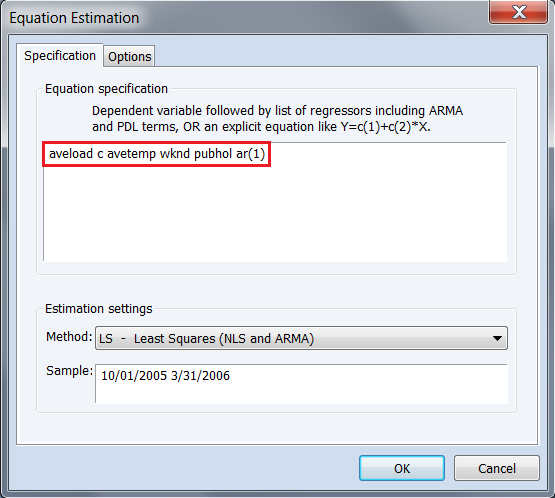 Equation Estimation
Specification Options
Equation specification
Dependent variable followed by list of regressors including ARMA
and PDL terms, OR an explicit equation like Y=c(1)+c(2)*X.
aveload c avetemp wknd pubhol ar(1)
Estimation settings
Method: LS - Least Squares (NLS and ARMA)
Sample: 10/01/2005 3/31/2006
OK Cancel